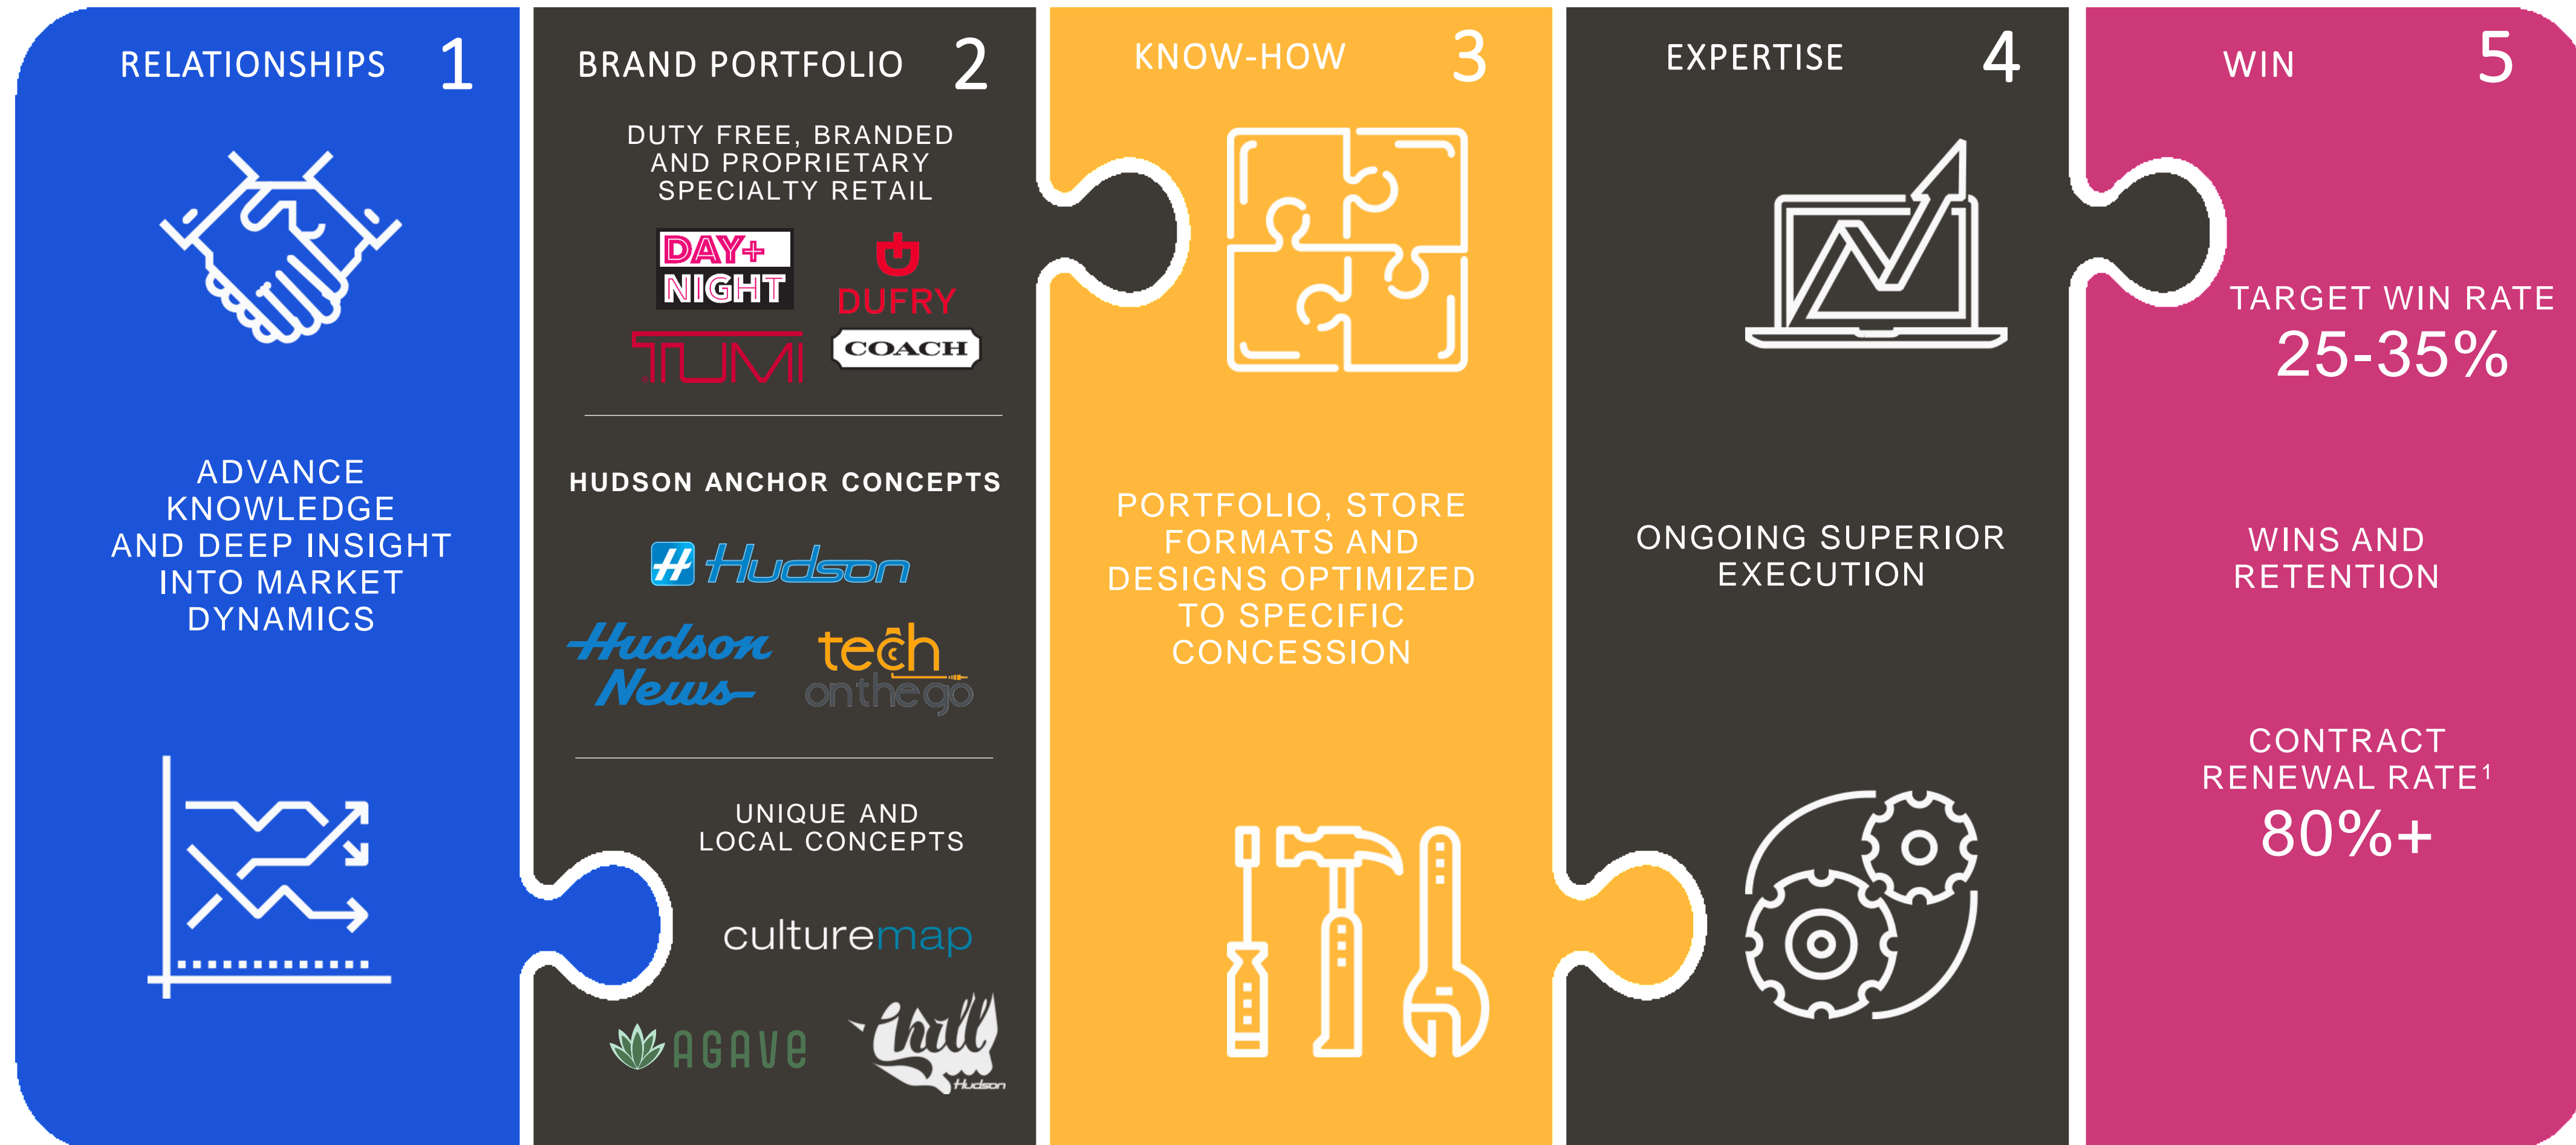 RELATIONSHIPS 1
ADVANCE
KNOWLEDGE
AND DEEP INSIGHT
INTO MARKET
DYNAMICS
BRAND PORTFOLIO 2
DUTY FREE, BRANDED
AND PROPRIETARY
SPECIALTY RETAIL
DAY+
NIGHT
DUFRY
TUMI
COACH
HUDSON ANCHOR CONCEPTS
H Hudson
Hudson
News
tech
onthego
UNIQUE AND
LOCAL CONCEPTS
culturemap
AGAVe
Chill
Hudson
KNOW-HOW 3
PORTFOLIO, STORE
FORMATS AND
DESIGNS OPTIMIZED
TO SPECIFIC
CONCESSION
EXPERTISE 4
ONGOING SUPERIOR
EXECUTION
WIN 5
TARGET WIN RATE
25-35%
WINS AND
RETENTION
CONTRACT
RENEWAL RATE¹
80%+